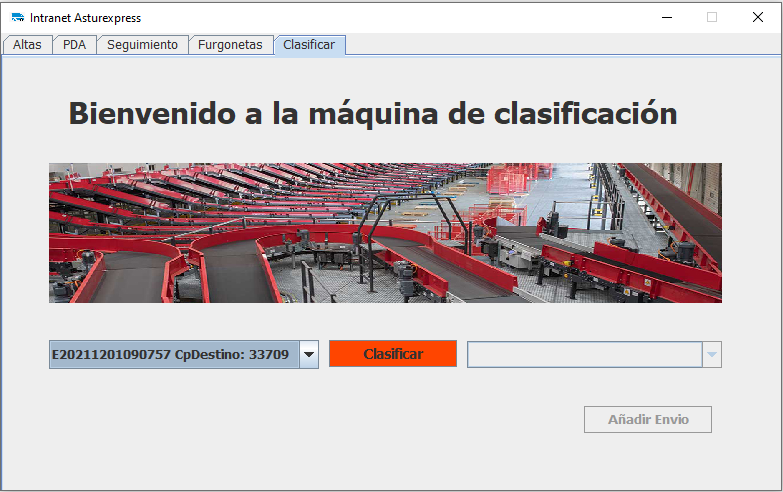 Intranet Asturexpress
Altas PDA Seguimiento Furgonetas Clasificar
Bienvenido a la máquina de clasificación
E20211201090757 CpDestino: 33709 Clasificar
Añadir Envio